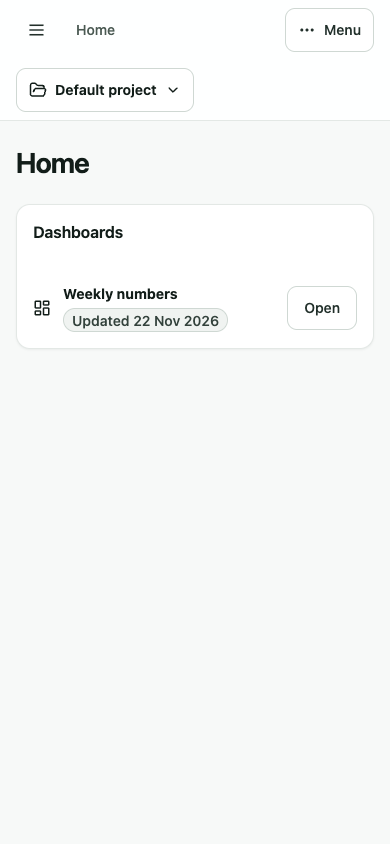 Home
Menu
Default project
Home
Dashboards
Weekly numbers
Updated 22 Nov 2026
Open